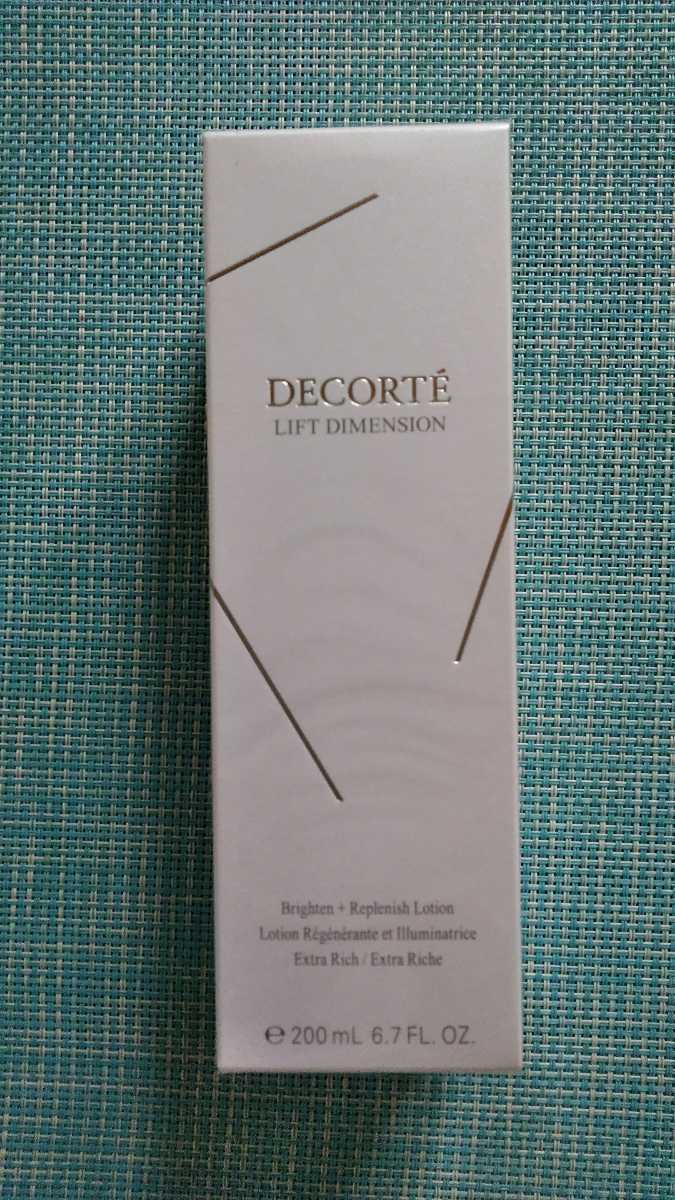 DECORTÉ
LIFT DIMENSION
Brighten + Replenish Lotion
Lotion Régénérante et Illuminatrice
Extra Rich / Extra Riche
℮ 200 mL 6.7 FL. OZ.